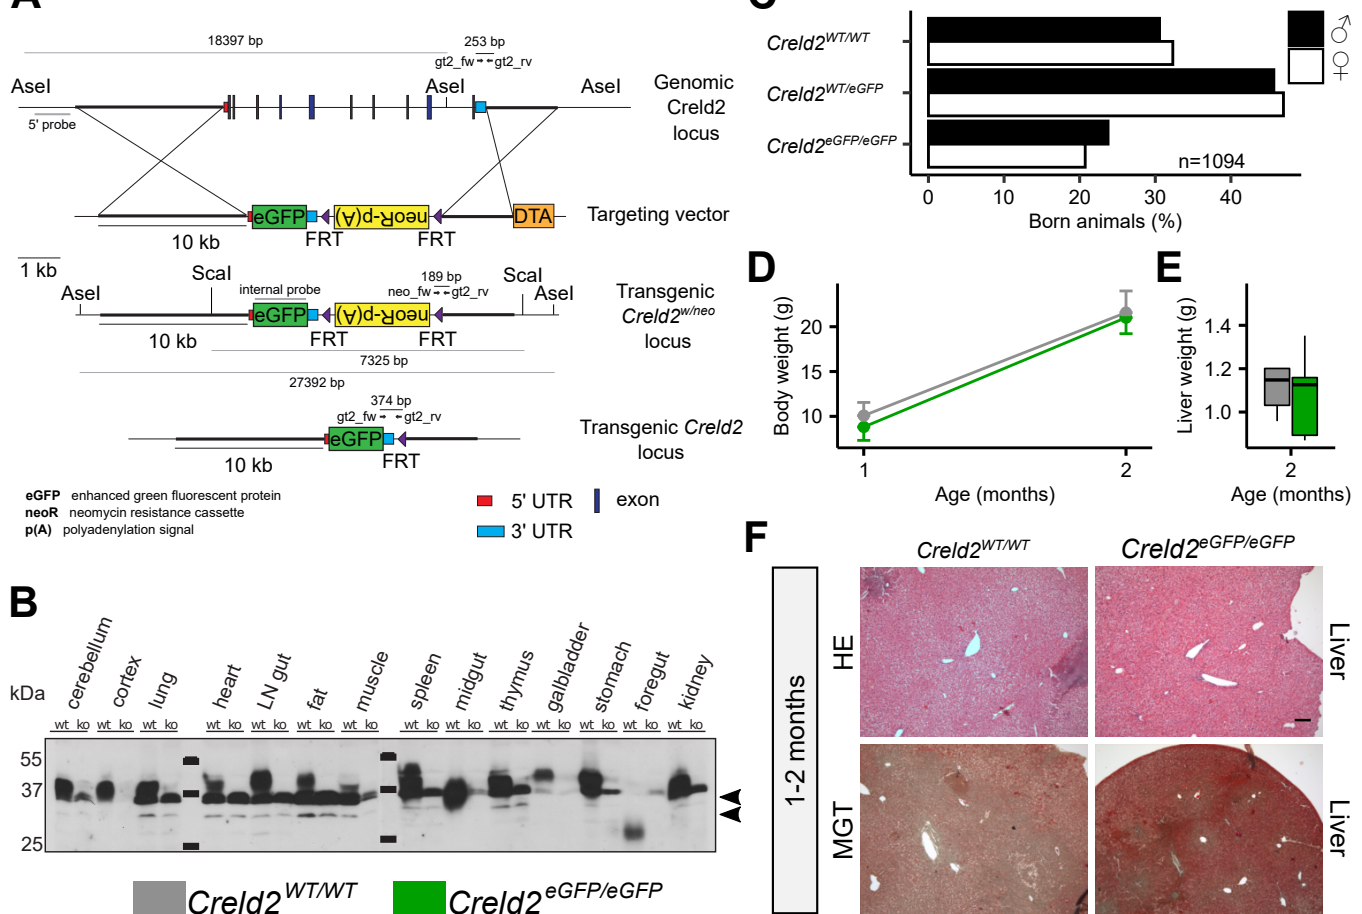 A
18397 bp
253 bp
gt2_fw gt2_rv
AseI
AseI
AseI
5' probe
Genomic
Creld2
locus
eGFP
neoR-p(A)
DTA
Targeting vector
FRT
FRT
10 kb
1 kb
AseI
ScaI
internal probe
189 bp
neo_fw gt2_rv
ScaI
AseI
eGFP
neoR-p(A)
Transgenic
Creld2w/neo
locus
10 kb
FRT
FRT
7325 bp
27392 bp
374 bp
gt2_fw gt2_rv
eGFP
Transgenic Creld2
locus
10 kb
FRT
eGFP enhanced green fluorescent protein
neoR neomycin resistance cassette
p(A) polyadenylation signal
5' UTR
exon
3' UTR
B
kDa
cerebellum
cortex
lung
heart
LN gut
fat
muscle
spleen
midgut
thymus
galbladder
stomach
foregut
kidney
wt ko wt ko wt ko wt ko wt ko wt ko wt ko wt ko wt ko wt ko wt ko wt ko wt ko wt ko
55
37
25
Creld2WT/WT
Creld2eGFP/eGFP
C
Creld2WT/WT
Creld2WT/eGFP
Creld2eGFP/eGFP
♂
♀
n=1094
0 10 20 30 40
Born animals (%)
D
Body weight (g)
20
15
10
1 2
Age (months)
E
Liver weight (g)
1.4
1.2
1.0
2
Age (months)
F
Creld2WT/WT
Creld2eGFP/eGFP
1-2 months
HE
Liver
MGT
Liver